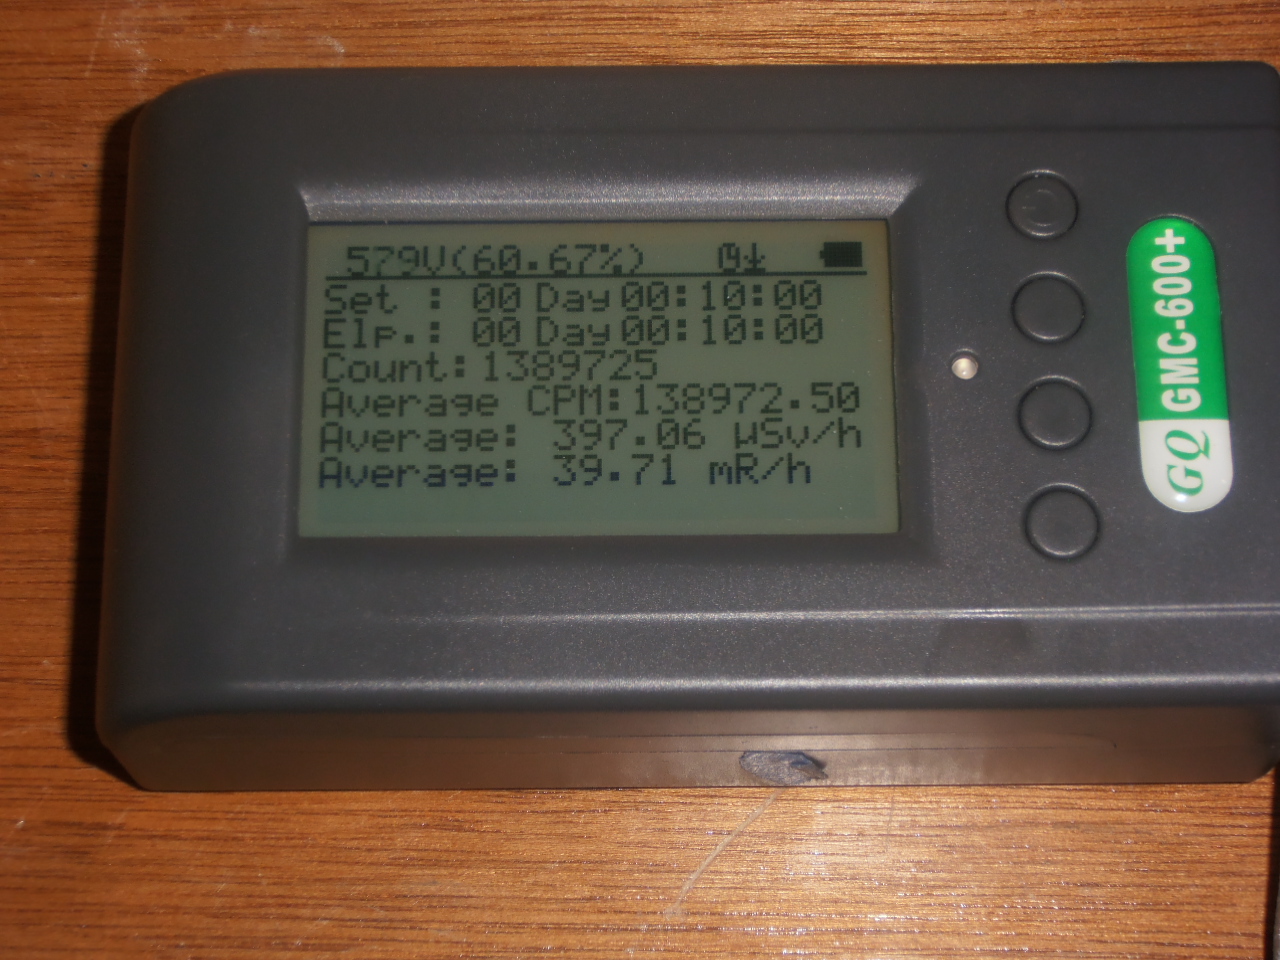 579V(60.67%)
Set : 00 Day 00:10:00
Elp.: 00 Day 00:10:00
Count:1389725
Average CPM:138972.50
Average: 397.06 µSv/h
Average: 39.71 mR/h
GQ GMC-600+